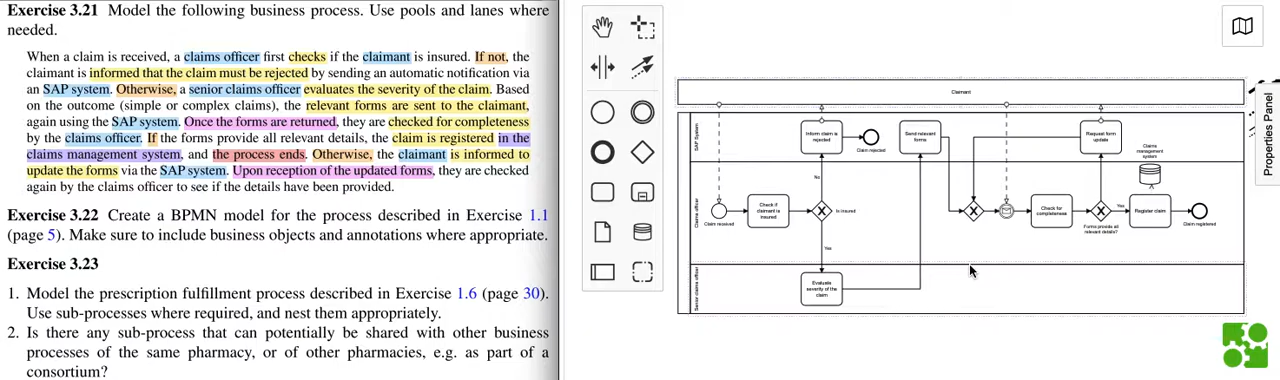 Exercise 3.21 Model the following business process. Use pools and lanes where
needed.
When a claim is received, a claims officer first checks if the claimant is insured. If not, the
claimant is informed that the claim must be rejected by sending an automatic notification via
an SAP system. Otherwise, a senior claims officer evaluates the severity of the claim. Based
on the outcome (simple or complex claims), the relevant forms are sent to the claimant,
again using the SAP system. Once the forms are returned, they are checked for completeness
by the claims officer. If the forms provide all relevant details, the claim is registered in the
claims management system, and the process ends. Otherwise, the claimant is informed to
update the forms via the SAP system. Upon reception of the updated forms, they are checked
again by the claims officer to see if the details have been provided.
Exercise 3.22 Create a BPMN model for the process described in Exercise 1.1
(page 5). Make sure to include business objects and annotations where appropriate.
Exercise 3.23
1. Model the prescription fulfillment process described in Exercise 1.6 (page 30).
Use sub-processes where required, and nest them appropriately.
2. Is there any sub-process that can potentially be shared with other business
processes of the same pharmacy, or of other pharmacies, e.g. as part of a
consortium?
Claimant
SAP System
Inform claim is
rejected
Claim rejected
Send relevant
forms
Request form
update
Claims
management
system
No
Claims officer
Claim received
Check if
claimant is
insured
Is insured
Yes
Check for
completeness
Forms provide all
relevant details?
Yes
Register claim
Claim registered
Senior claims officer
Evaluate
severity of the
claim
Properties Panel